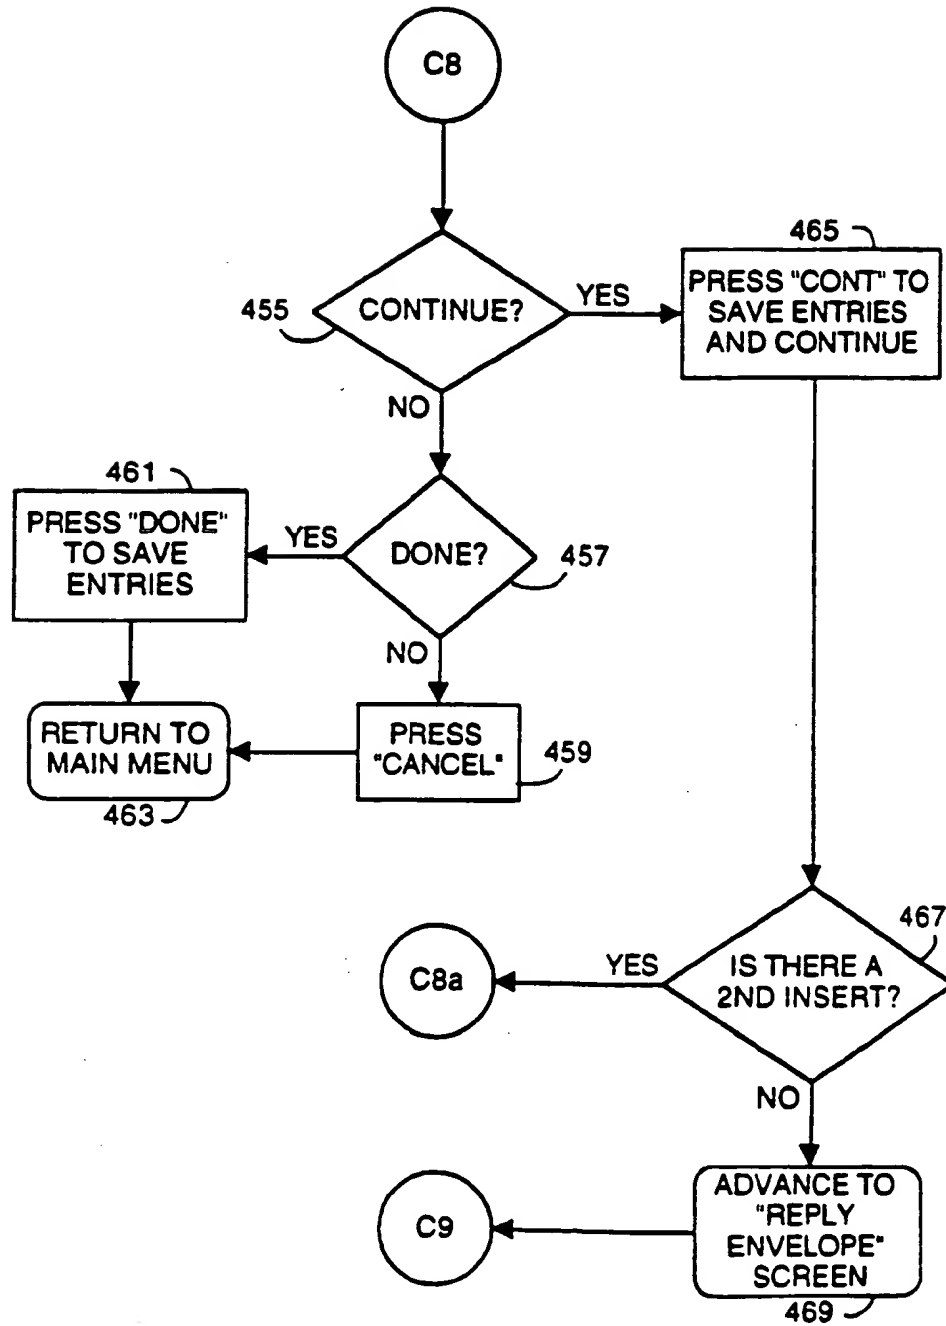 C8
465
PRESS "CONT" TO
SAVE ENTRIES
AND CONTINUE
455
CONTINUE?
YES
NO
461
PRESS "DONE"
TO SAVE
ENTRIES
YES
DONE?
457
NO
RETURN TO
MAIN MENU
463
PRESS
"CANCEL"
459
467
C8a
YES
IS THERE A
2ND INSERT?
NO
C9
ADVANCE TO
"REPLY
ENVELOPE"
SCREEN
469